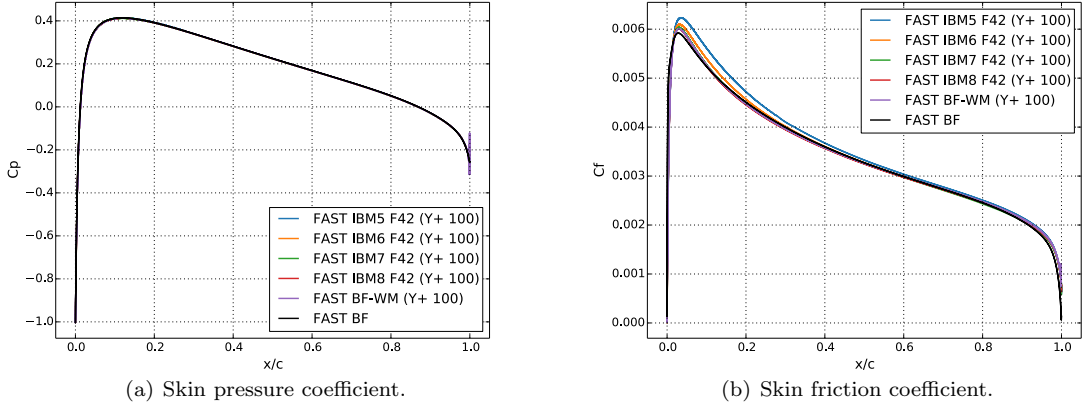 0.4
0.2
0.0
−0.2
−0.4
−0.6
−0.8
−1.0
Cp
0.0 0.2 0.4 0.6 0.8 1.0
x/c
FAST IBM5 F42 (Y+ 100)
FAST IBM6 F42 (Y+ 100)
FAST IBM7 F42 (Y+ 100)
FAST IBM8 F42 (Y+ 100)
FAST BF-WM (Y+ 100)
FAST BF
(a) Skin pressure coefficient.
0.006
0.005
0.004
0.003
0.002
0.001
0.000
Cf
0.0 0.2 0.4 0.6 0.8 1.0
x/c
FAST IBM5 F42 (Y+ 100)
FAST IBM6 F42 (Y+ 100)
FAST IBM7 F42 (Y+ 100)
FAST IBM8 F42 (Y+ 100)
FAST BF-WM (Y+ 100)
FAST BF
(b) Skin friction coefficient.